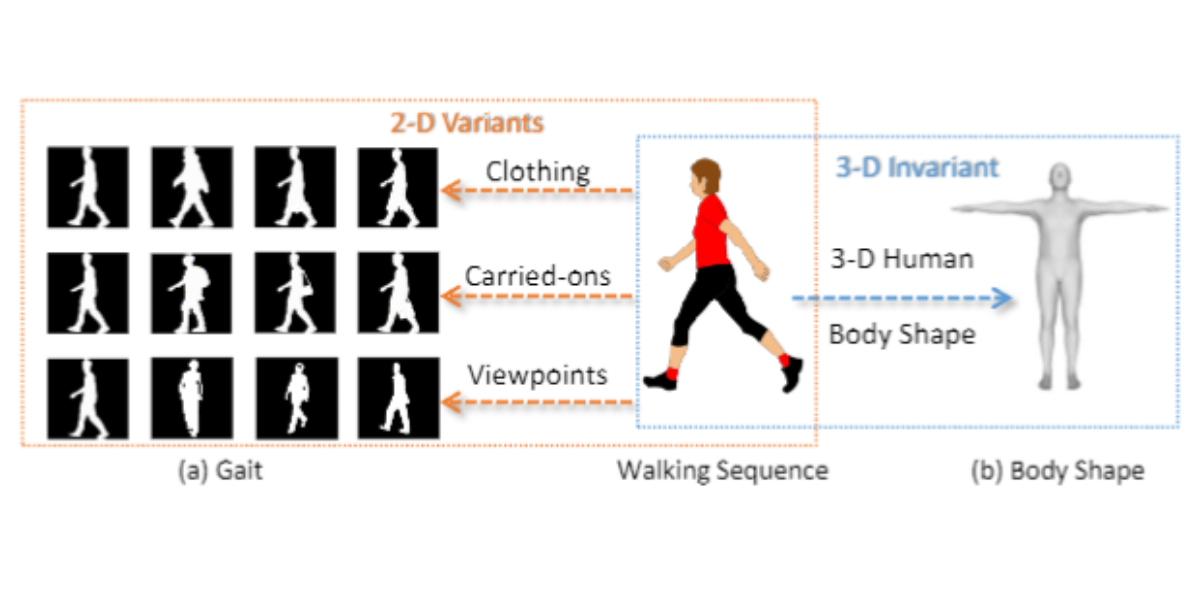 2-D Variants
Clothing
3-D Invariant
3-D Human
Carried-ons
Body Shape
Viewpoints
(a) Gait
Walking Sequence
(b) Body Shape